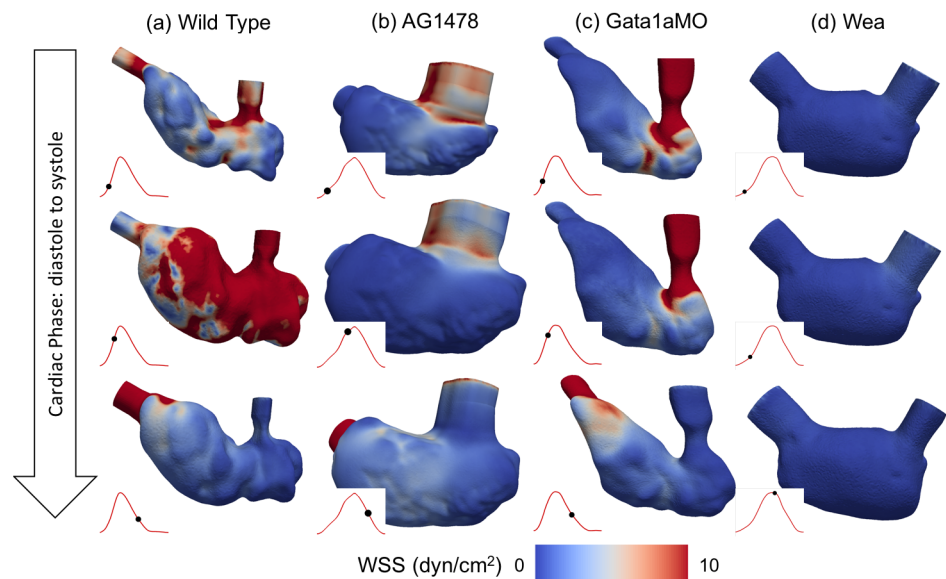 (a) Wild Type
(b) AG1478
(c) Gata1aMO
(d) Wea
Cardiac Phase: diastole to systole
WSS (dyn/cm²) 0 10